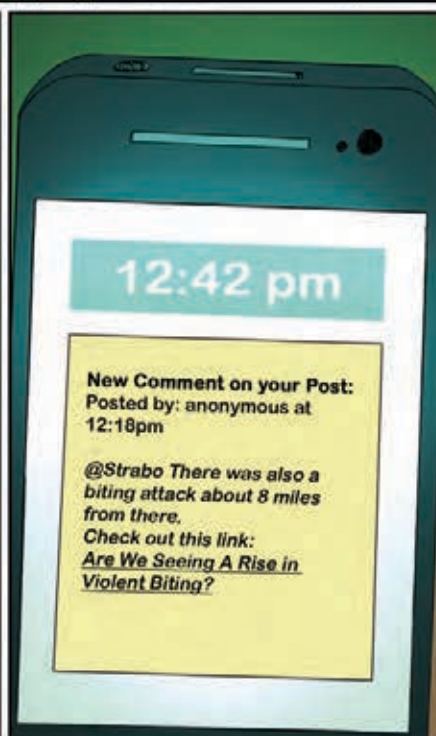 12:42 pm
New Comment on your Post:
Posted by: anonymous at
12:18pm
@Strabo There was also a
biting attack about 8 miles
from there.
Check out this link:
Are We Seeing A Rise in
Violent Biting?